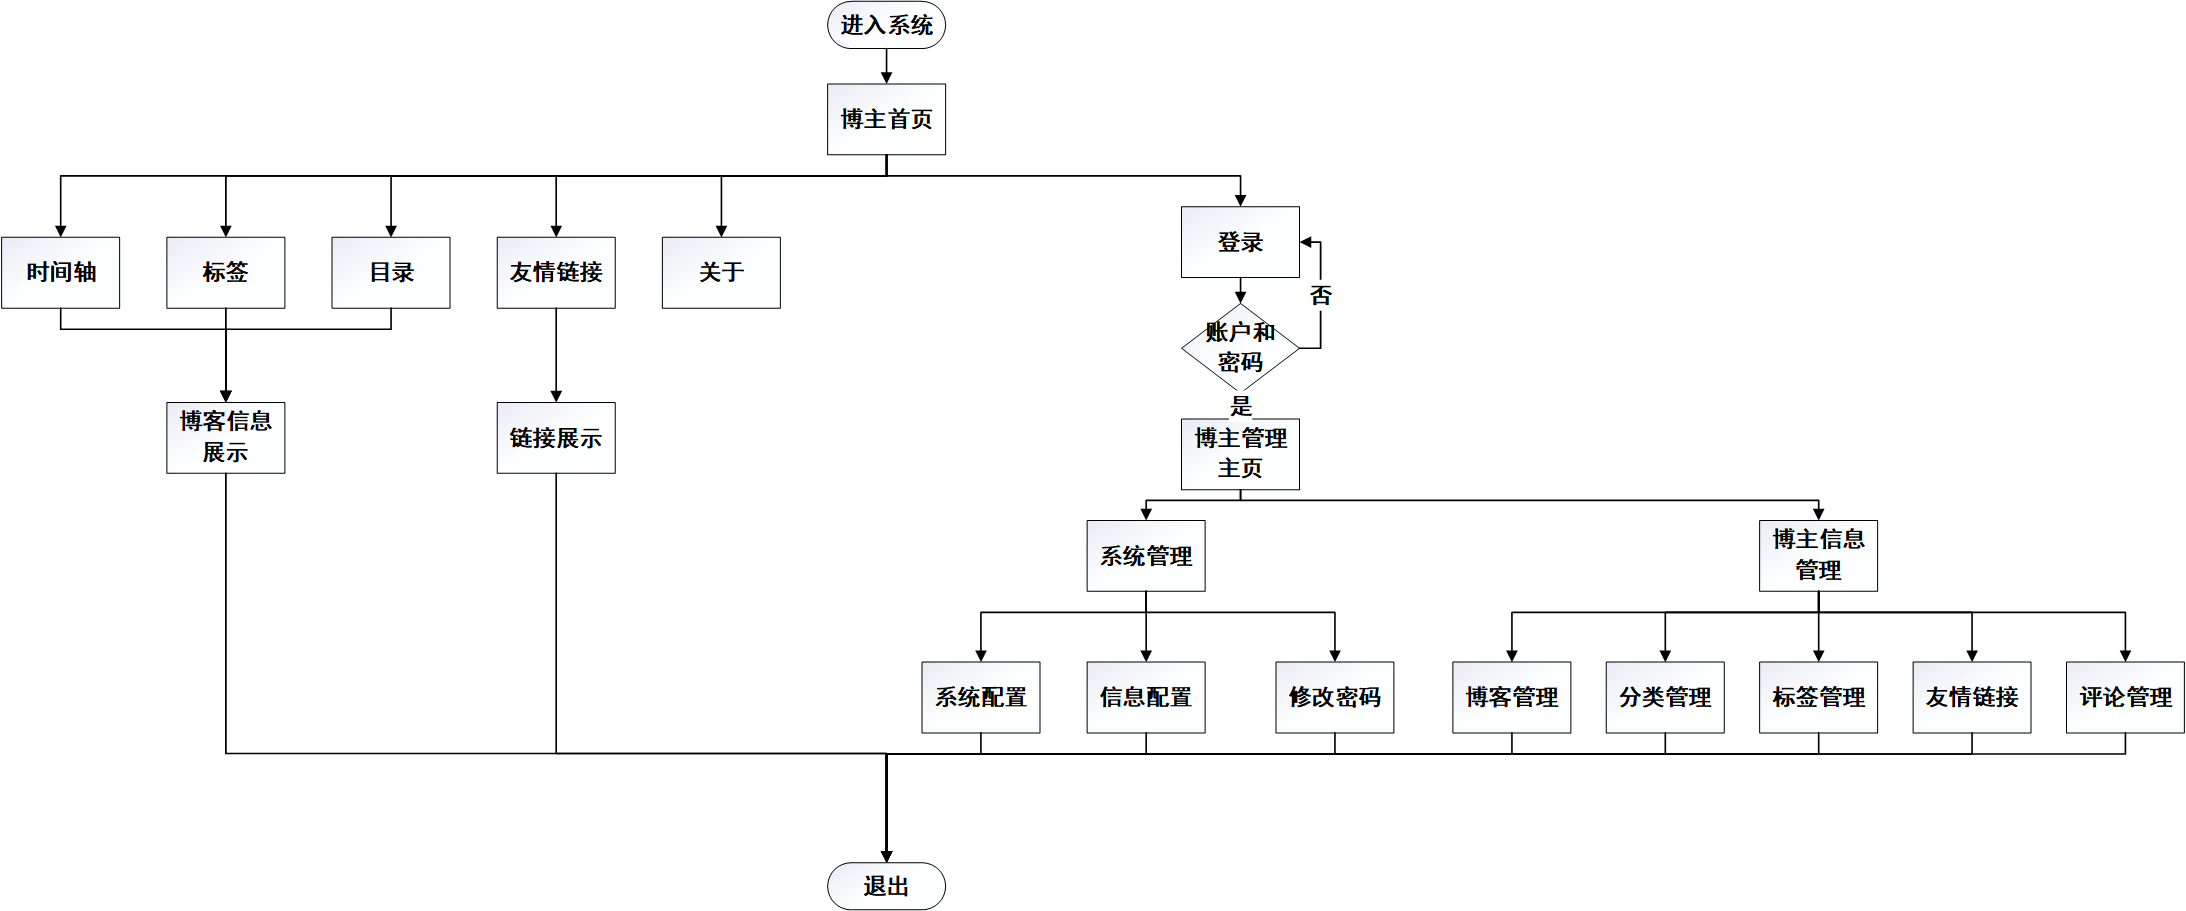 进入系统
博主首页
时间轴
标签
目录
友情链接
关于
登录
否
账户和
密码
是
博客信息
展示
链接展示
博主管理
主页
系统管理
博主信息
管理
系统配置
信息配置
修改密码
博客管理
分类管理
标签管理
友情链接
评论管理
退出